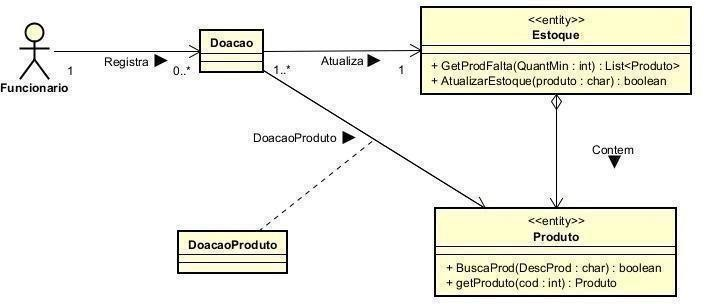 Funcionario
1
Registra
0..*
Doacao
1..*
Atualiza
1
<<entity>>
Estoque
+ GetProdFalta(QuantMin : int) : List<Produto>
+ AtualizarEstoque(produto : char) : boolean
DoacaoProduto
Contem
DoacaoProduto
<<entity>>
Produto
+ BuscaProd(DescProd : char) : boolean
+ getProduto(cod : int) : Produto